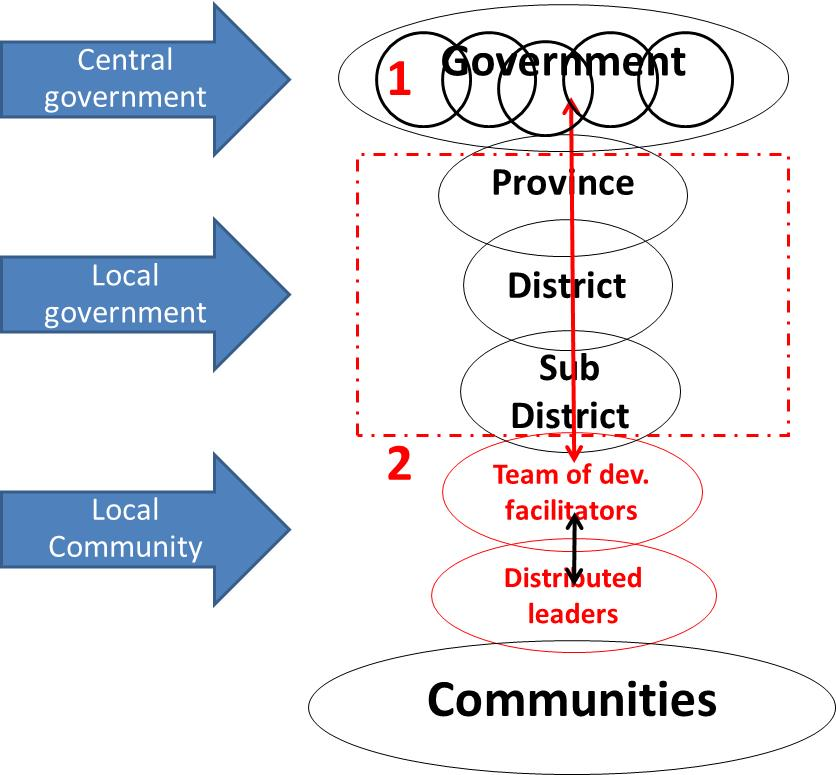 Central
government
1
Government
Province
Local
government
District
Sub
District
2
Team of dev.
facilitators
Local
Community
Distributed
leaders
Communities